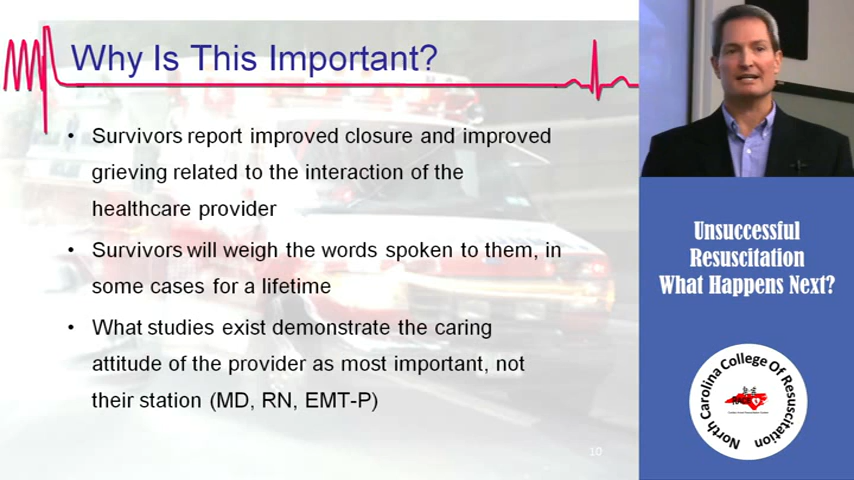 Why Is This Important?
• Survivors report improved closure and improved
grieving related to the interaction of the
healthcare provider
• Survivors will weigh the words spoken to them, in
some cases for a lifetime
• What studies exist demonstrate the caring
attitude of the provider as most important, not
their station (MD, RN, EMT-P)
10
Unsuccessful
Resuscitation
What Happens Next?
North Carolina College Of Resuscitation